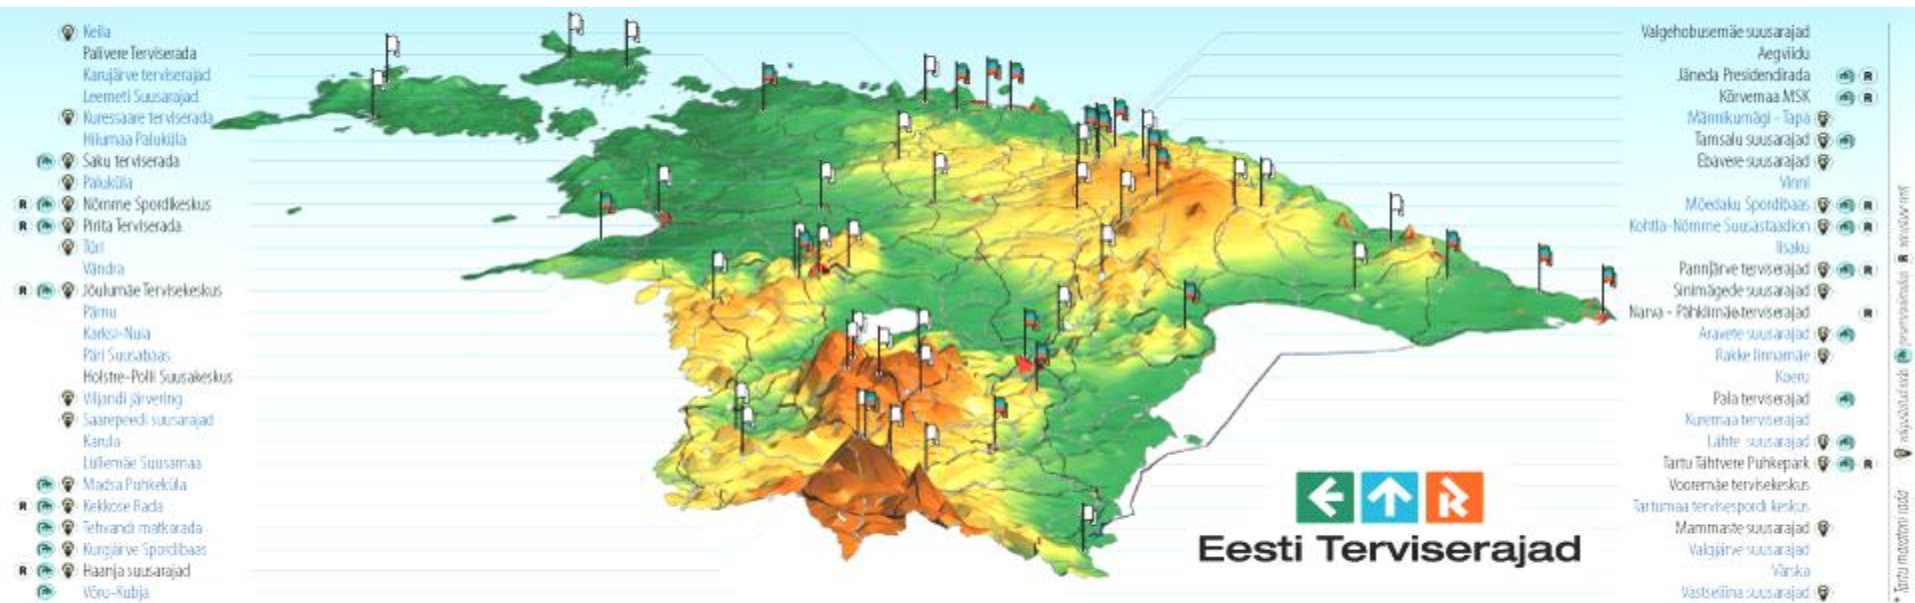 Keila
Palivere Terviserada
Karujärve terviserajad
Leemeti Suusarajad
Kuressaare terviserada
Hiiumaa Paluküla
Saku terviserada
Paluküla
R Nõmme Spordikeskus
R Pirita Terviserada
Türi
Vändra
R Jõulumäe Tervisekeskus
Pärnu
Karksi-Nuia
Päri Suusabaas
Holstre-Polli Suusakeskus
Viljandi järvering
Saarepeedi suusarajad
Karula
Lüllemäe Suusamaa
Madsa Puhkeküla
R Kekkose Rada
Tehvandi matkarada
Kurgjärve Spordibaas
R Haanja suusarajad
Võru-Kubja
Valgehobusemäe suusarajad
Aegviidu
Jäneda Presidendirada R
Kõrvemaa MSK R
Männikumägi - Tapa
Tamsalu suusarajad
Ebavere suusarajad
Vinni
Mõedaku Spordibaas R
Kohtla-Nõmme Suusastaadion R
Iisaku
Pannjärve terviserajad R
Sinimägede suusarajad
Narva - Pähklimäe terviserajad R
Aravete suusarajad
Rakke linnamäe
Koeru
Pala terviserajad
Kuremaa terviserajad
Lähte suusarajad
Tartu Tähtvere Puhkepark R
Vooremäe tervisekeskus
Tartumaa tervisespordi keskus
Mammaste suusarajad
Valgjärve suusarajad
Värska
Vastseliina suusarajad
Eesti Terviserajad
* Tartu maratoni rada